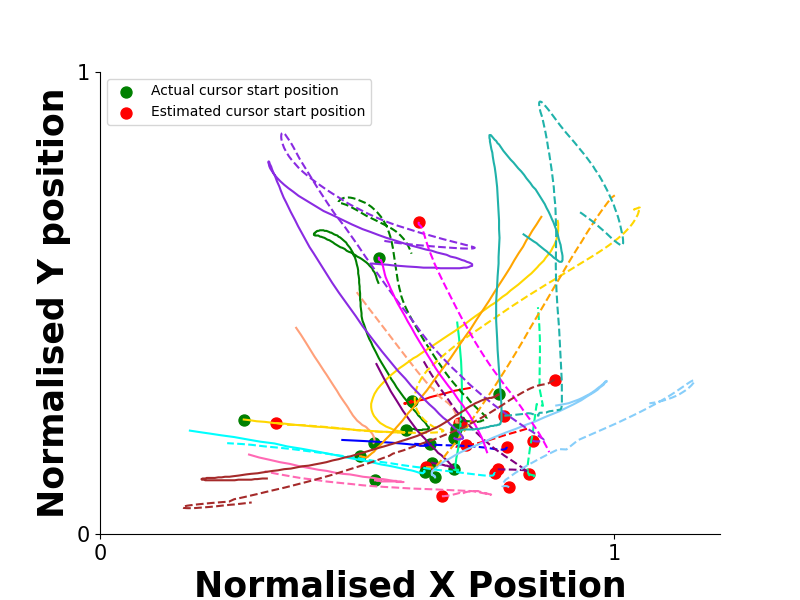 1
Actual cursor start position
Estimated cursor start position
Normalised Y position
0
0
1
Normalised X Position